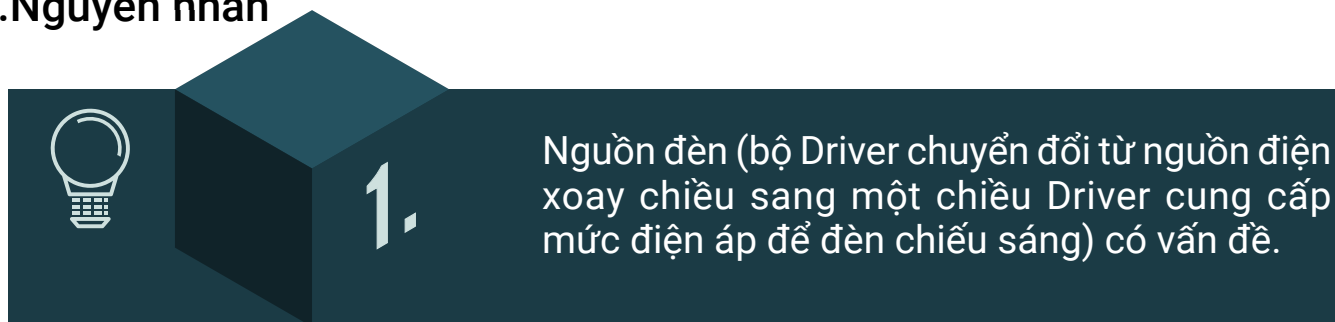 .Nguyên nhân
1.
Nguồn đèn (bộ Driver chuyển đổi từ nguồn điện
xoay chiều sang một chiều Driver cung cấp
mức điện áp để đèn chiếu sáng) có vấn đề.